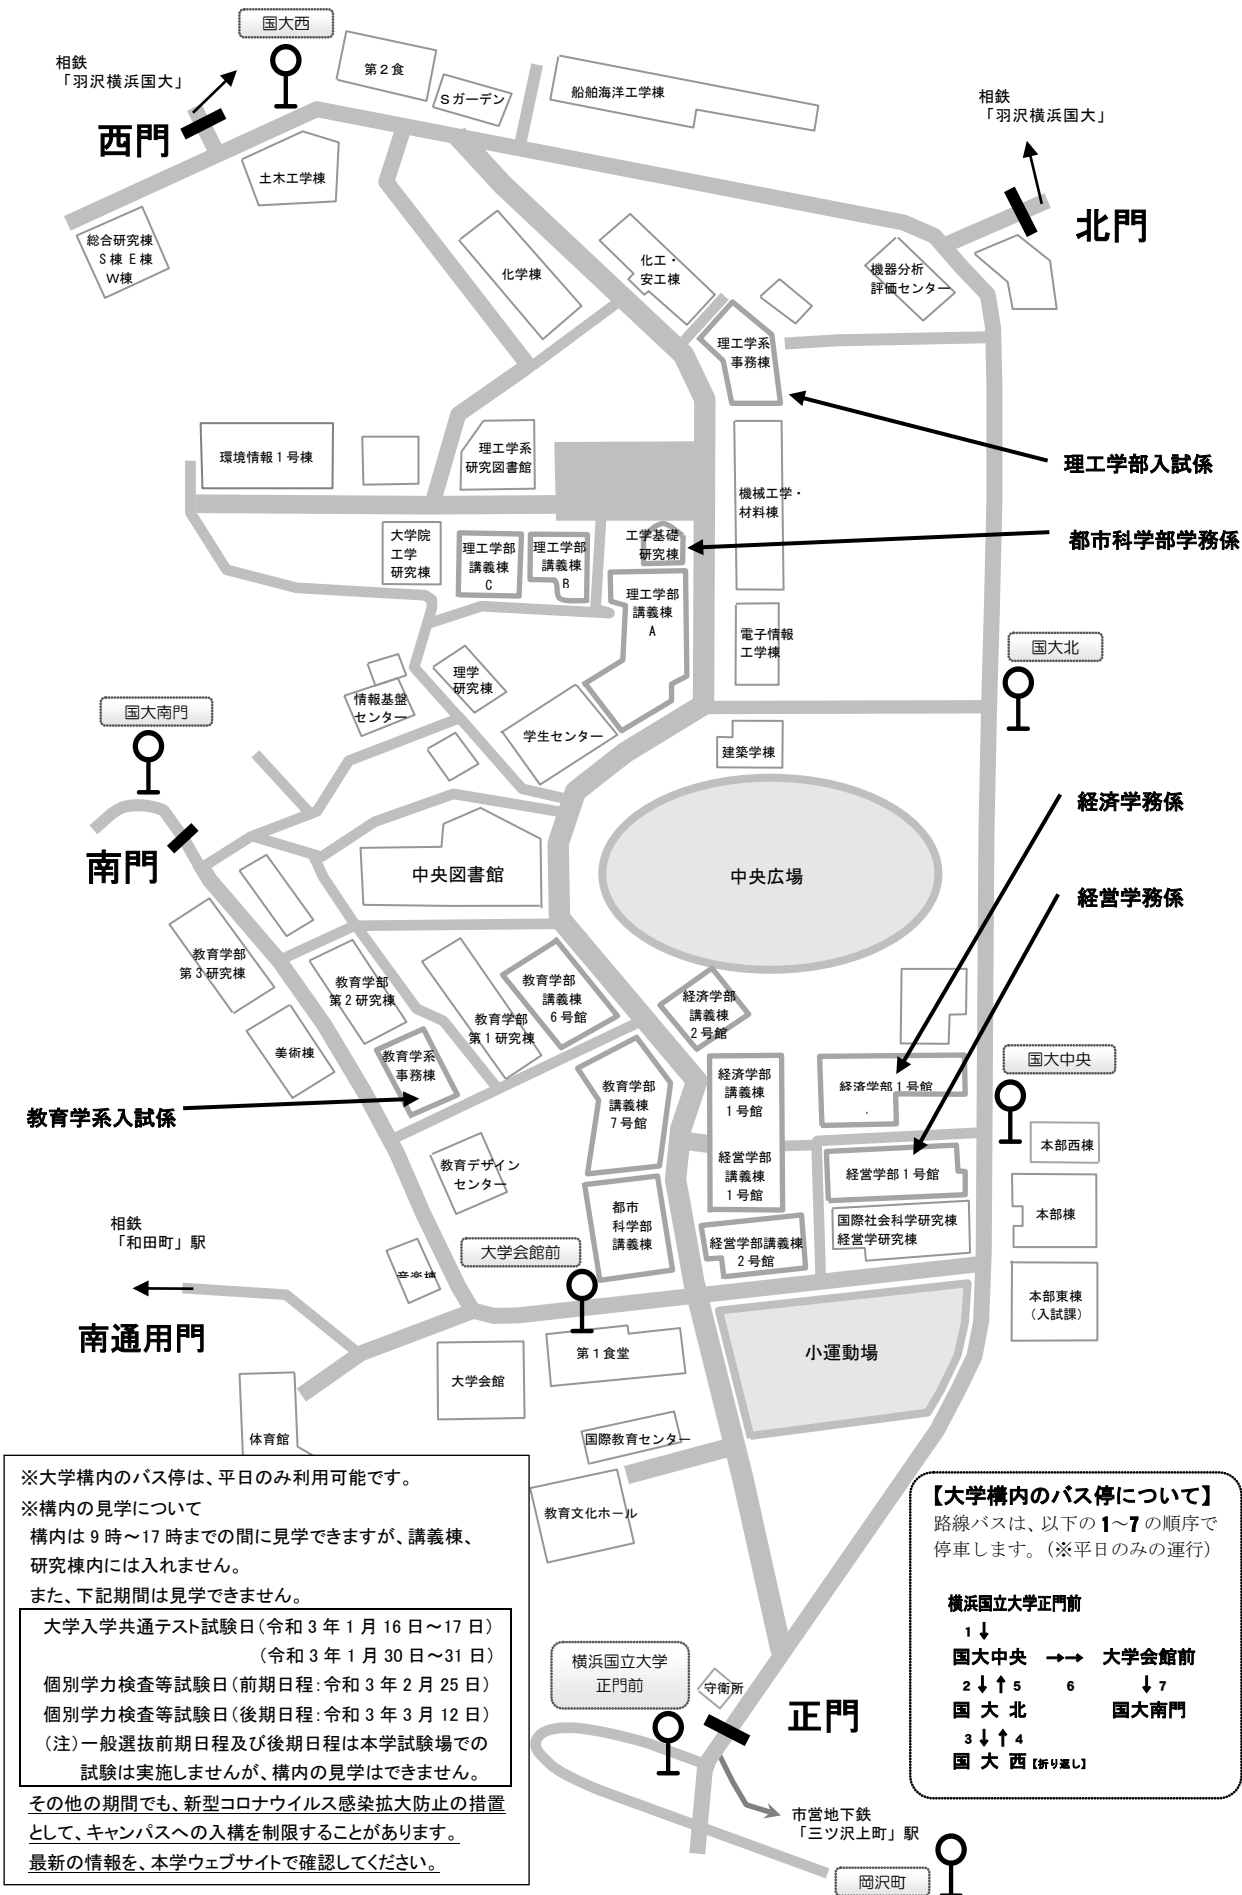 国大西
相鉄
「羽沢横浜国大」
西門
第２食
Ｓガーデン
船舶海洋工学棟
相鉄
「羽沢横浜国大」
北門
土木工学棟
総合研究棟
Ｓ棟 Ｅ棟
Ｗ棟
化学棟
化工・
安工棟
機器分析
評価センター
理工学系
事務棟
環境情報１号棟
理工学系
研究図書館
理工学部入試係
機械工学・
材料棟
大学院
工学
研究棟
理工学部
講義棟
C
理工学部
講義棟
B
工学基礎
研究棟
都市科学部学務係
理工学部
講義棟
A
電子情報
工学棟
国大北
理学
研究棟
情報基盤
センター
国大南門
学生センター
建築学棟
南門
中央図書館
中央広場
経済学務係
経営学務係
教育学部
第３研究棟
教育学部
第２研究棟
教育学部
第１研究棟
教育学部
講義棟
６号館
経済学部
講義棟
２号館
美術棟
教育学系
事務棟
教育学系入試係
教育学部
講義棟
７号館
経済学部
講義棟
１号館
経済学部１号館
国大中央
本部西棟
教育デザイン
センター
経営学部
講義棟
１号館
経営学部１号館
都市
科学部
講義棟
国際社会科学研究棟
経営学研究棟
本部棟
相鉄
「和田町」駅
大学会館前
経営学部講義棟
２号館
音楽棟
本部東棟
（入試課）
南通用門
第１食堂
小運動場
大学会館
体育館
国際教育センター
教育文化ホール
※大学構内のバス停は、平日のみ利用可能です。
※構内の見学について
構内は９時～17 時までの間に見学できますが、講義棟、
研究棟内には入れません。
また、下記期間は見学できません。
大学入学共通テスト試験日（令和３年１月 16 日～17 日）
（令和３年１月 30 日～31 日）
個別学力検査等試験日（前期日程：令和３年２月 25 日）
個別学力検査等試験日（後期日程：令和３年３月 12 日）
（注）一般選抜前期日程及び後期日程は本学試験場での
試験は実施しませんが、構内の見学はできません。
その他の期間でも、新型コロナウイルス感染拡大防止の措置
として、キャンパスへの入構を制限することがあります。
最新の情報を、本学ウェブサイトで確認してください。
【大学構内のバス停について】
路線バスは、以下の 1～7 の順序で
停車します。（※平日のみの運行）
横浜国立大学正門前
1 ↓
国大中央 →→ 大学会館前
2 ↓ ↑ 5 6 ↓ 7
国 大 北 国大南門
3 ↓ ↑ 4
国 大 西【折り返し】
横浜国立大学
正門前
守衛所
正門
市営地下鉄
「三ツ沢上町」駅
岡沢町